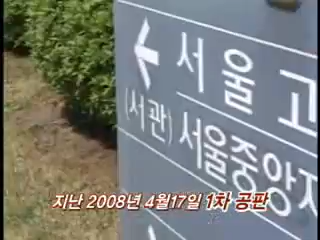 ← 서울고
(서관) 서울중앙지
지난 2008년 4월17일 1차 공판